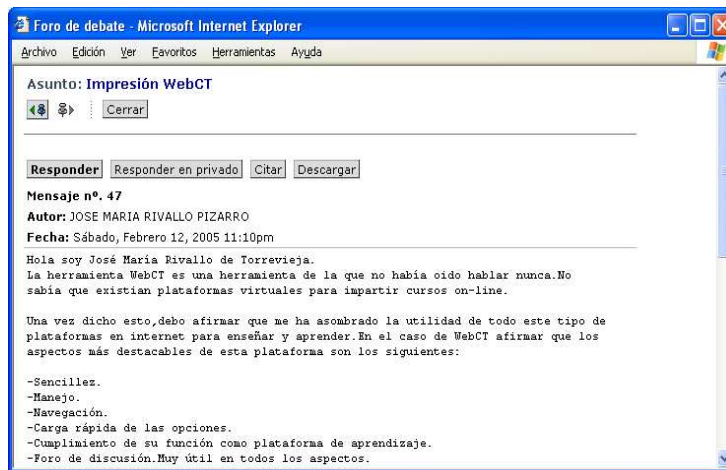 Foro de debate - Microsoft Internet Explorer
Archivo Edición Ver Favoritos Herramientas Ayuda
Asunto: Impresión WebCT
Cerrar
Responder Responder en privado Citar Descargar
Mensaje nº. 47
Autor: JOSE MARIA RIVALLO PIZARRO
Fecha: Sábado, Febrero 12, 2005 11:10pm
Hola soy José María Rivallo de Torrevieja.
La herramienta WebCT es una herramienta de la que no había oido hablar nunca.No
sabía que existian plataformas virtuales para impartir cursos on-line.
Una vez dicho esto,debo afirmar que me ha asombrado la utilidad de todo este tipo de
plataformas en internet para enseñar y aprender.En el caso de WebCT afirmar que los
aspectos más destacables de esta plataforma son los siguientes:
-Sencillez.
-Manejo.
-Navegación.
-Carga rápida de las opciones.
-Cumplimiento de su función como plataforma de aprendizaje.
-Foro de discusión.Muy útil en todos los aspectos.